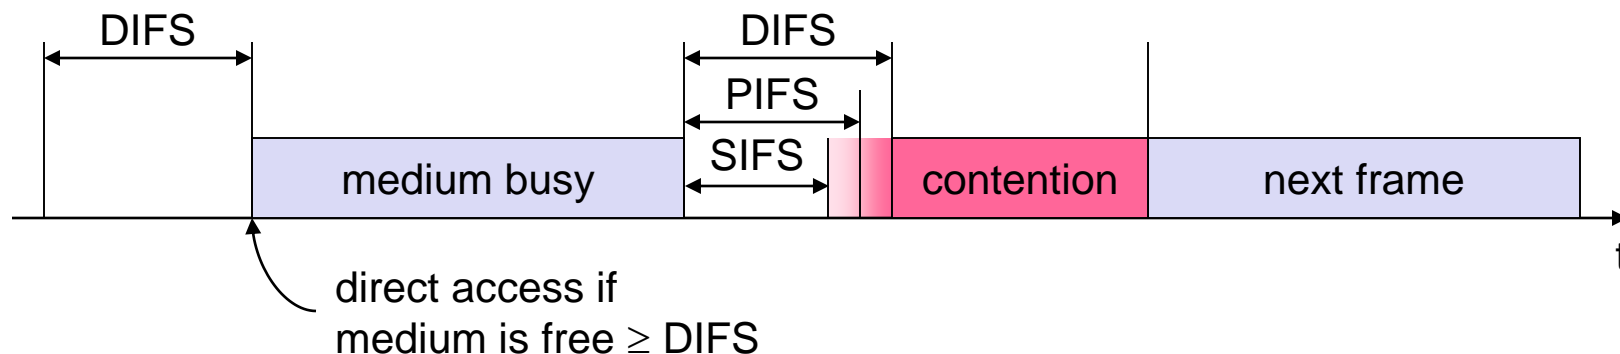 DIFS
DIFS
PIFS
SIFS
medium busy
contention
next frame
t
direct access if
medium is free ≥ DIFS